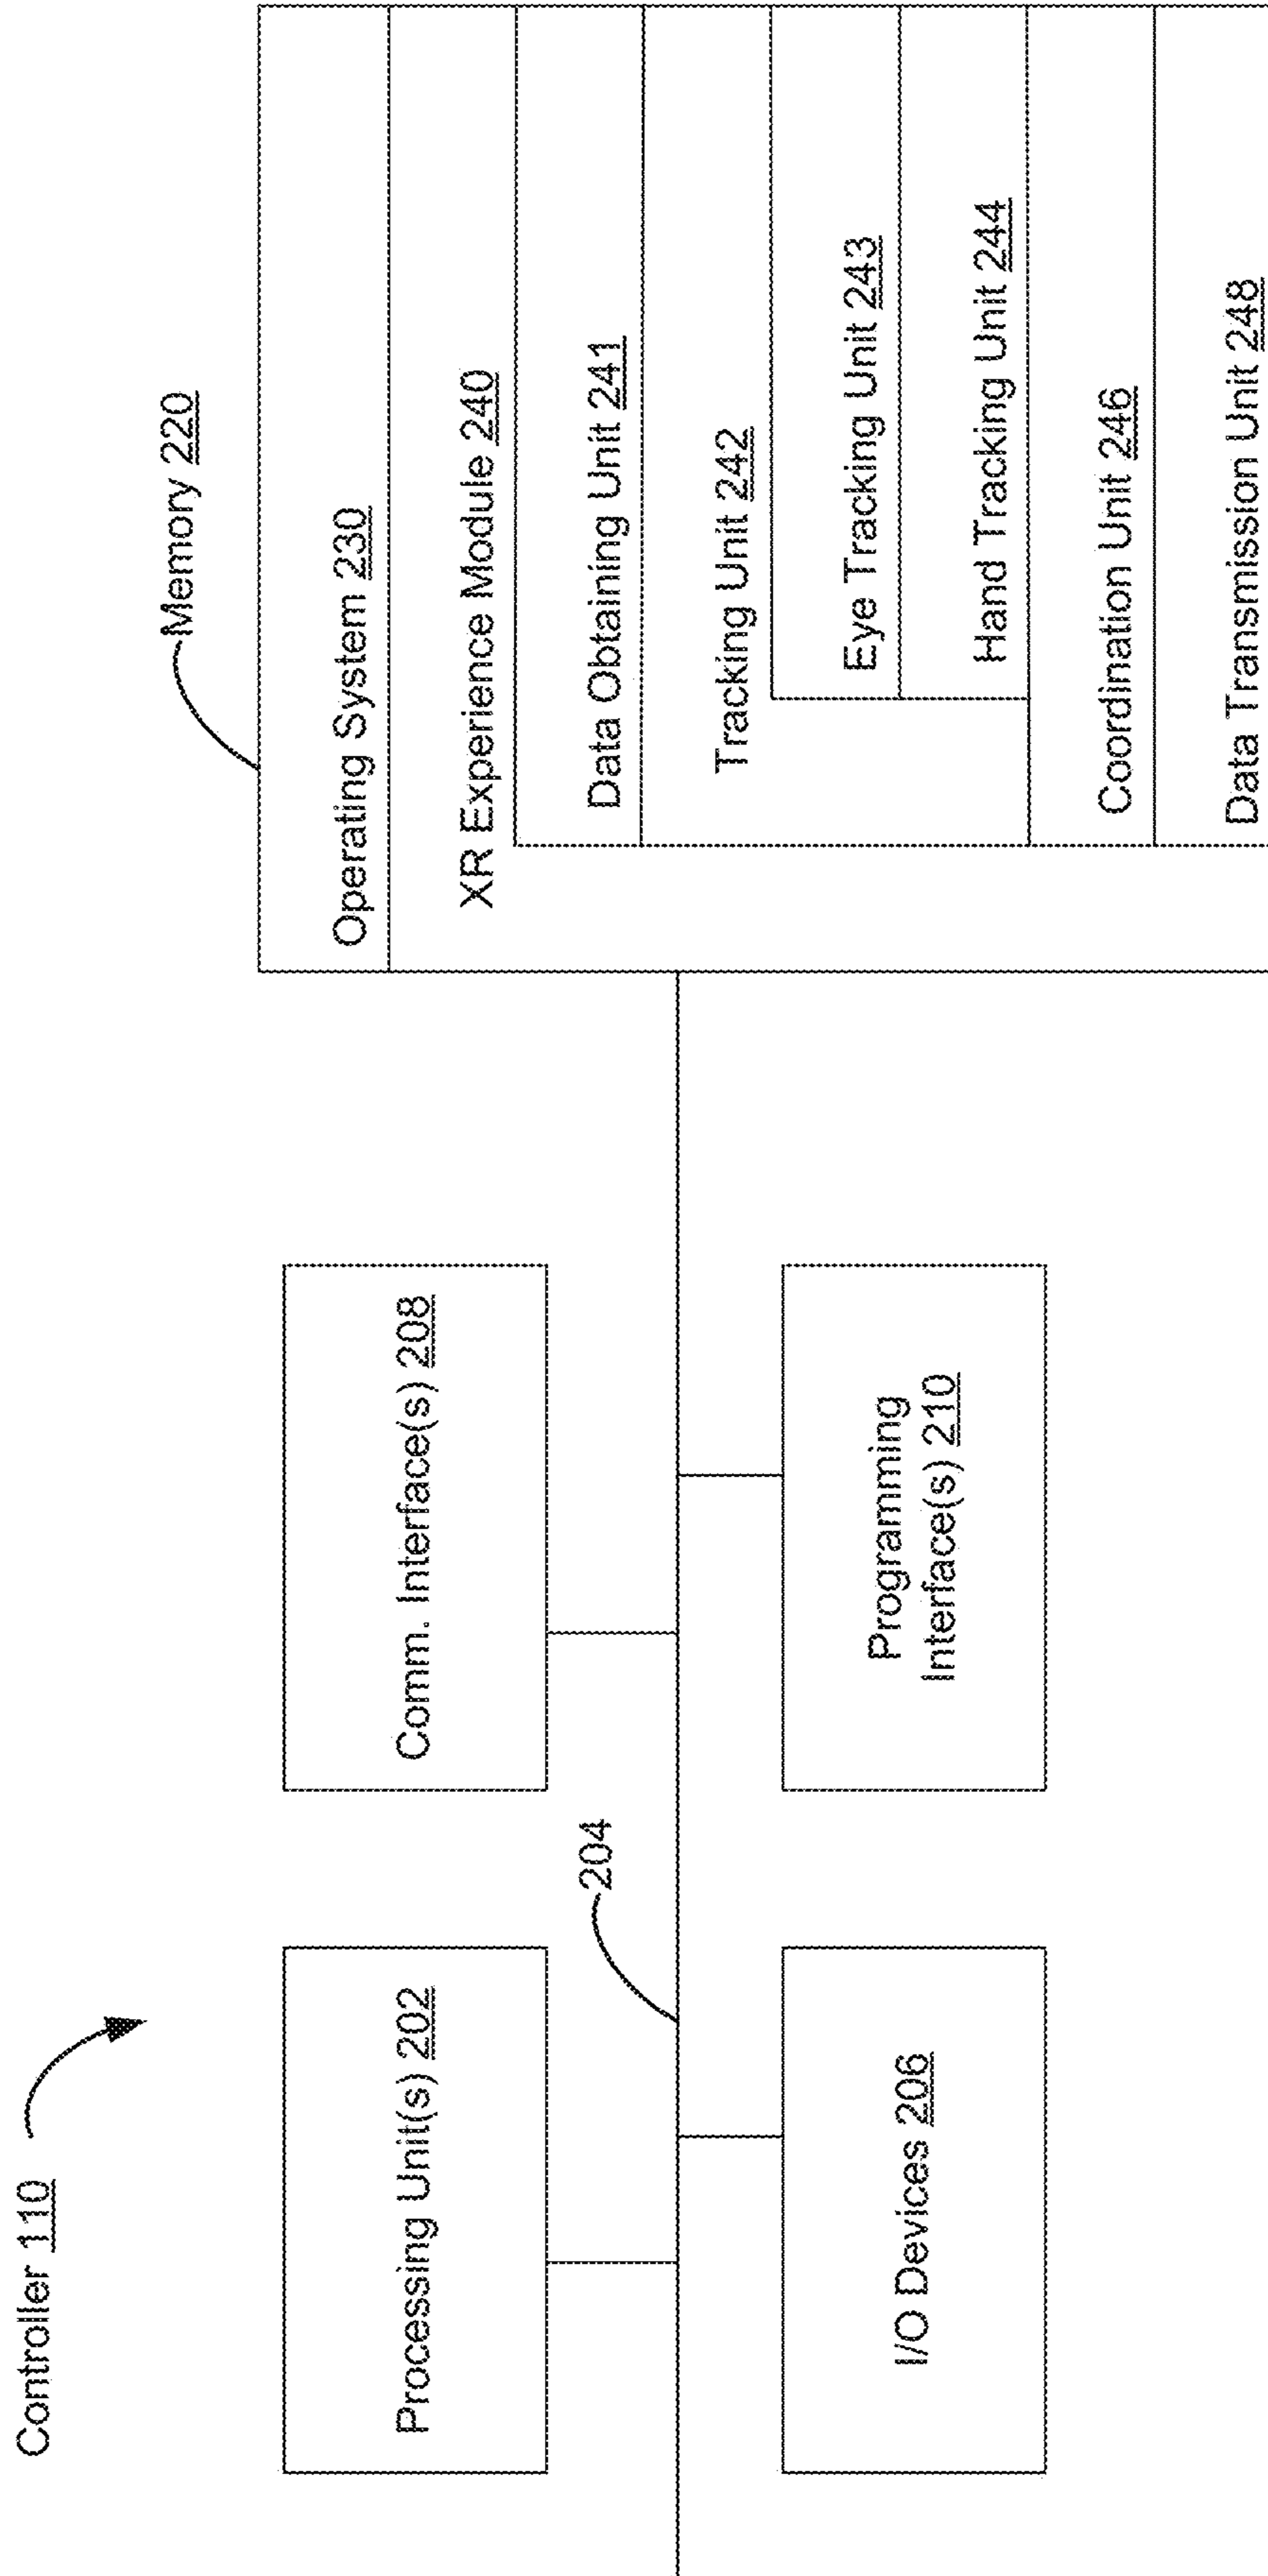 Controller 110
Processing Unit(s) 202
Comm. Interface(s) 208
204
I/O Devices 206
Programming
Interface(s) 210
Memory 220
Operating System 230
XR Experience Module 240
Data Obtaining Unit 241
Tracking Unit 242
Eye Tracking Unit 243
Hand Tracking Unit 244
Coordination Unit 246
Data Transmission Unit 248